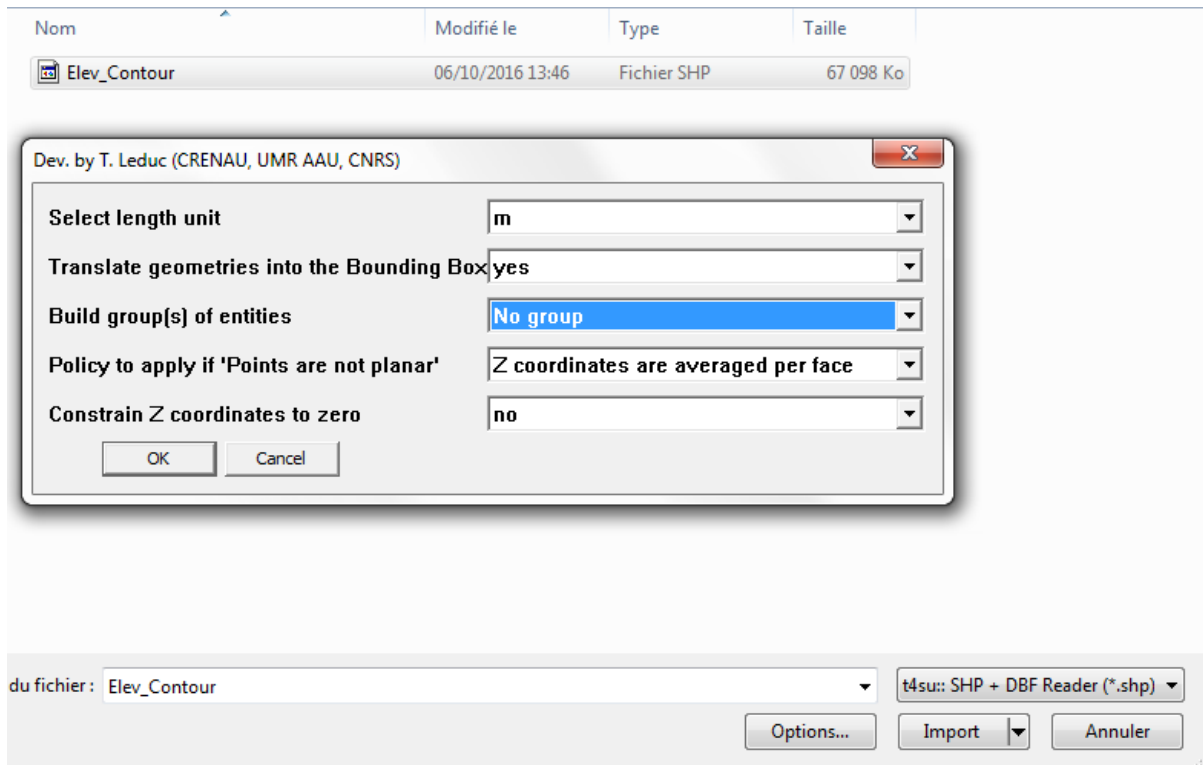 Nom Modifié le Type Taille
Elev_Contour 06/10/2016 13:46 Fichier SHP 67 098 Ko
Dev. by T. Leduc (CRENAU, UMR AAU, CNRS)
Select length unit m
Translate geometries into the Bounding Box yes
Build group(s) of entities No group
Policy to apply if 'Points are not planar' Z coordinates are averaged per face
Constrain Z coordinates to zero no
OK Cancel
du fichier : Elev_Contour t4su:: SHP + DBF Reader (*.shp)
Options... Import Annuler